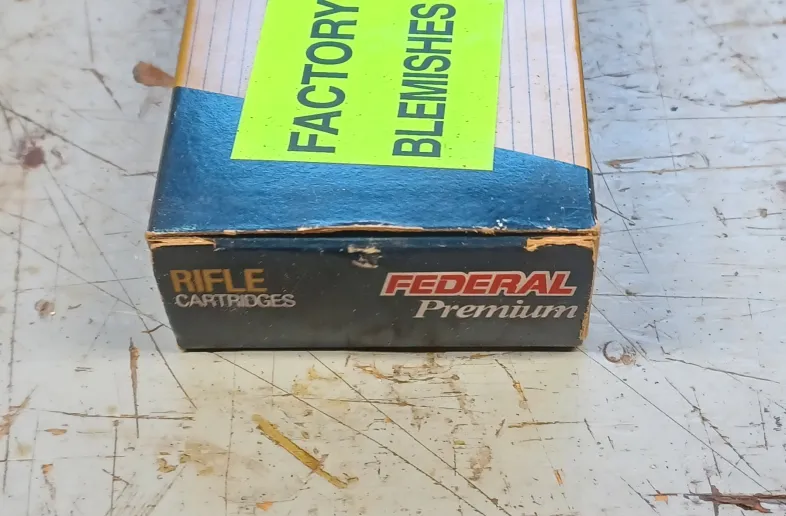 FACTORY
BLEMISHES
RIFLE
CARTRIDGES
FEDERAL
Premium